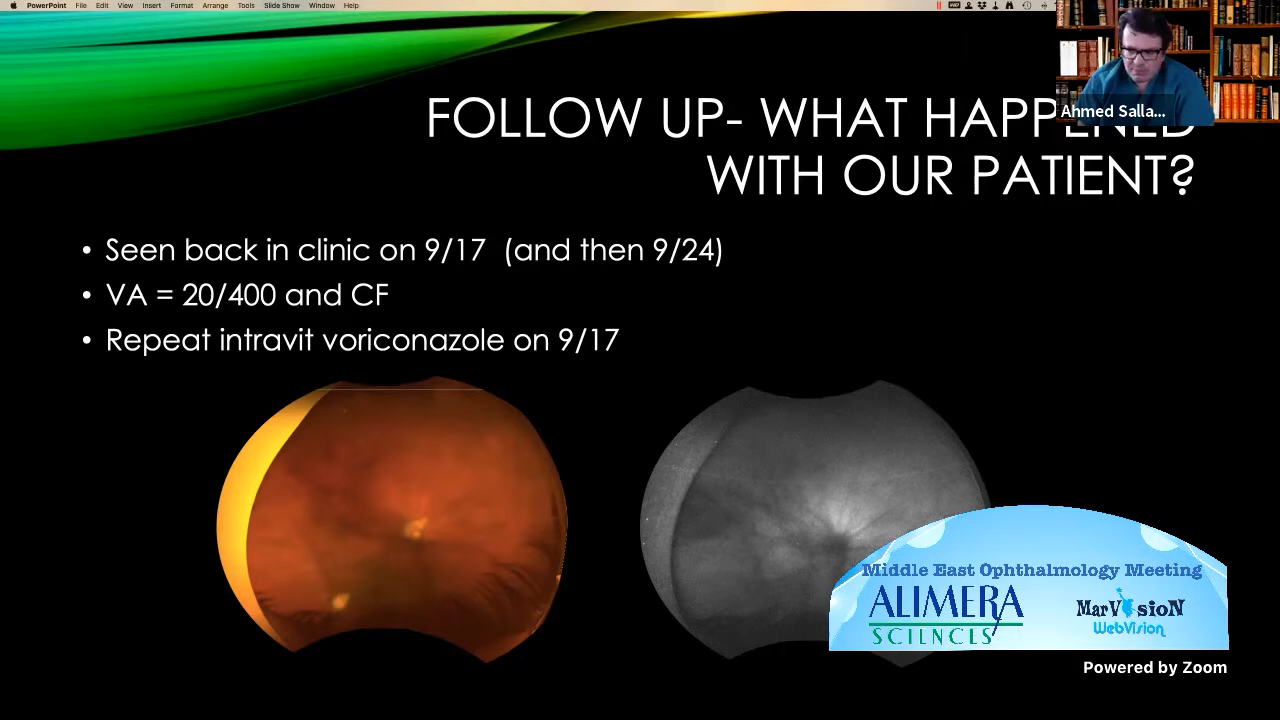 PowerPoint File Edit View Insert Format Arrange Tools Slide Show Window Help
Ahmed Salla...
FOLLOW UP- WHAT HAPPENED
WITH OUR PATIENT?
• Seen back in clinic on 9/17 (and then 9/24)
• VA = 20/400 and CF
• Repeat intravit voriconazole on 9/17
Middle East Ophthalmology Meeting
ALIMERA
SCIENCES
MarVisioN
WebVision
Powered by Zoom